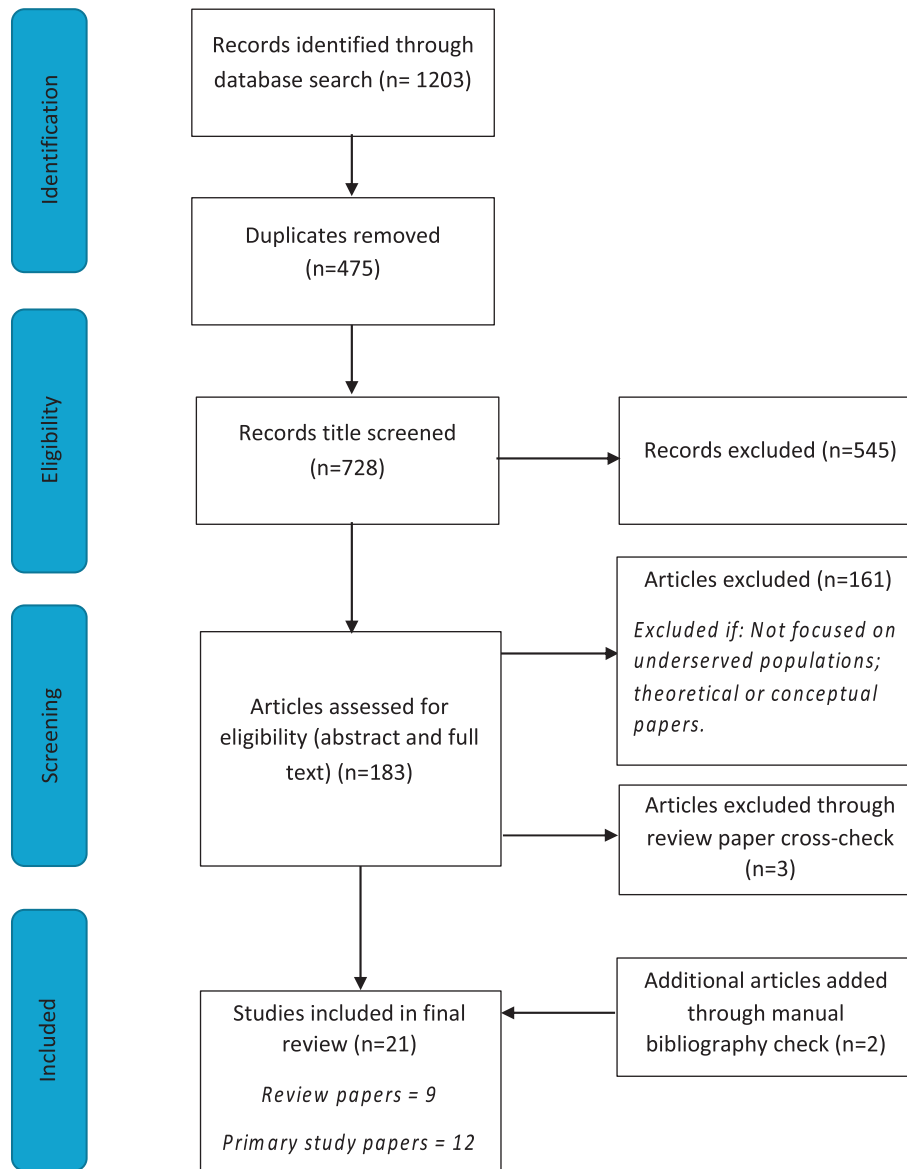 Identification
Records identified through
database search (n= 1203)
Duplicates removed
(n=475)
Eligibility
Records title screened
(n=728)
Records excluded (n=545)
Screening
Articles assessed for
eligibility (abstract and full
text) (n=183)
Articles excluded (n=161)
Excluded if: Not focused on
underserved populations;
theoretical or conceptual
papers.
Articles excluded through
review paper cross-check
(n=3)
Included
Studies included in final
review (n=21)
Review papers = 9
Primary study papers = 12
Additional articles added
through manual
bibliography check (n=2)